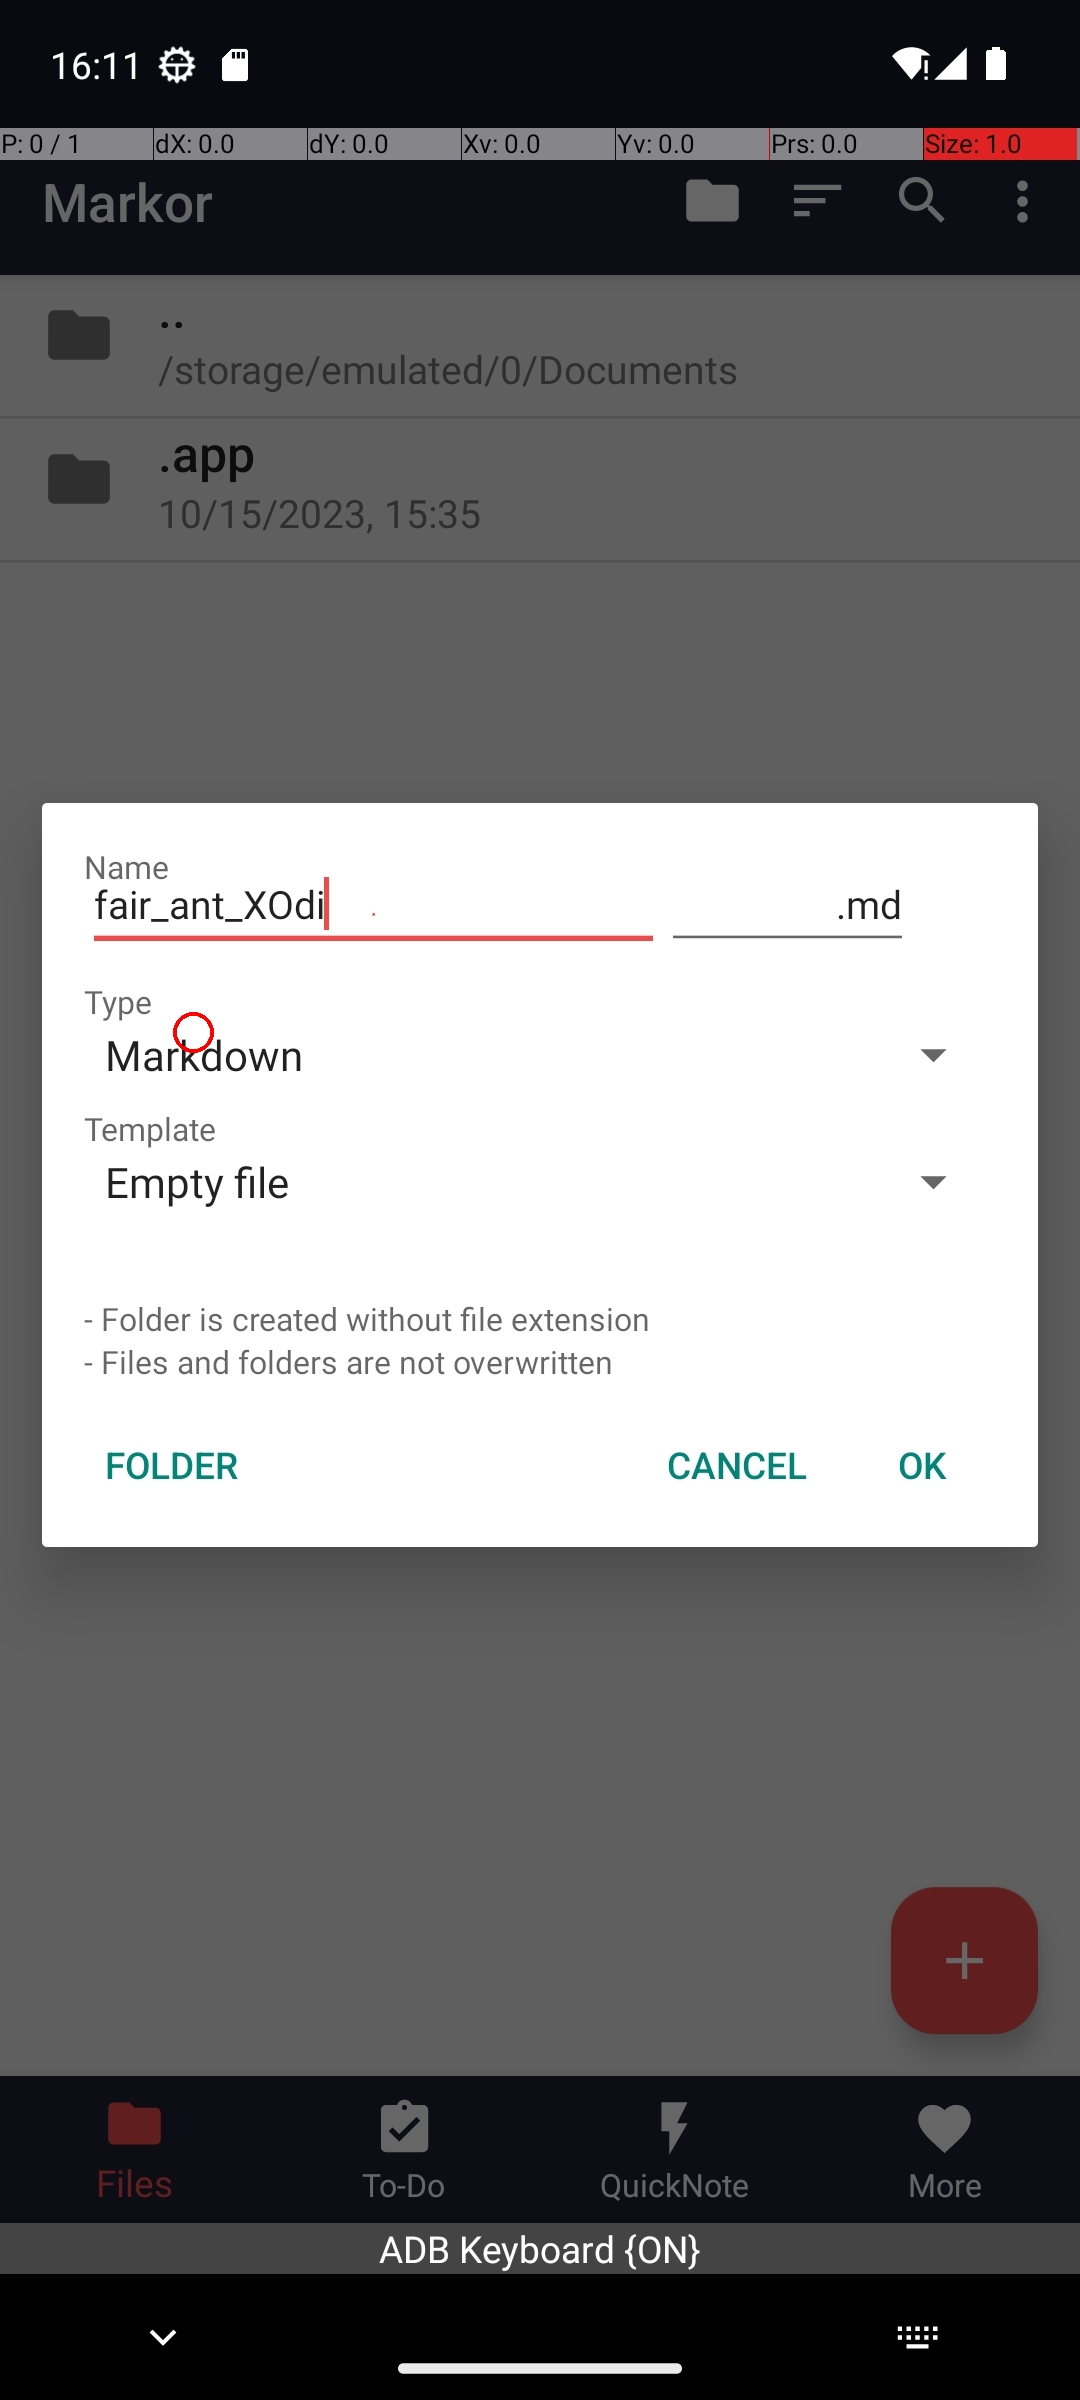 16:11
P: 0 / 1 dX: 0.0 dY: 0.0 Xv: 0.0 Yv: 0.0 Prs: 0.0 Size: 1.0
Markor
..
/storage/emulated/0/Documents
.app
10/15/2023, 15:35
Name
fair_ant_XOdi .md
Type
Markdown
Template
Empty file
- Folder is created without file extension
- Files and folders are not overwritten
FOLDER CANCEL OK
Files To-Do QuickNote More
ADB Keyboard {ON}